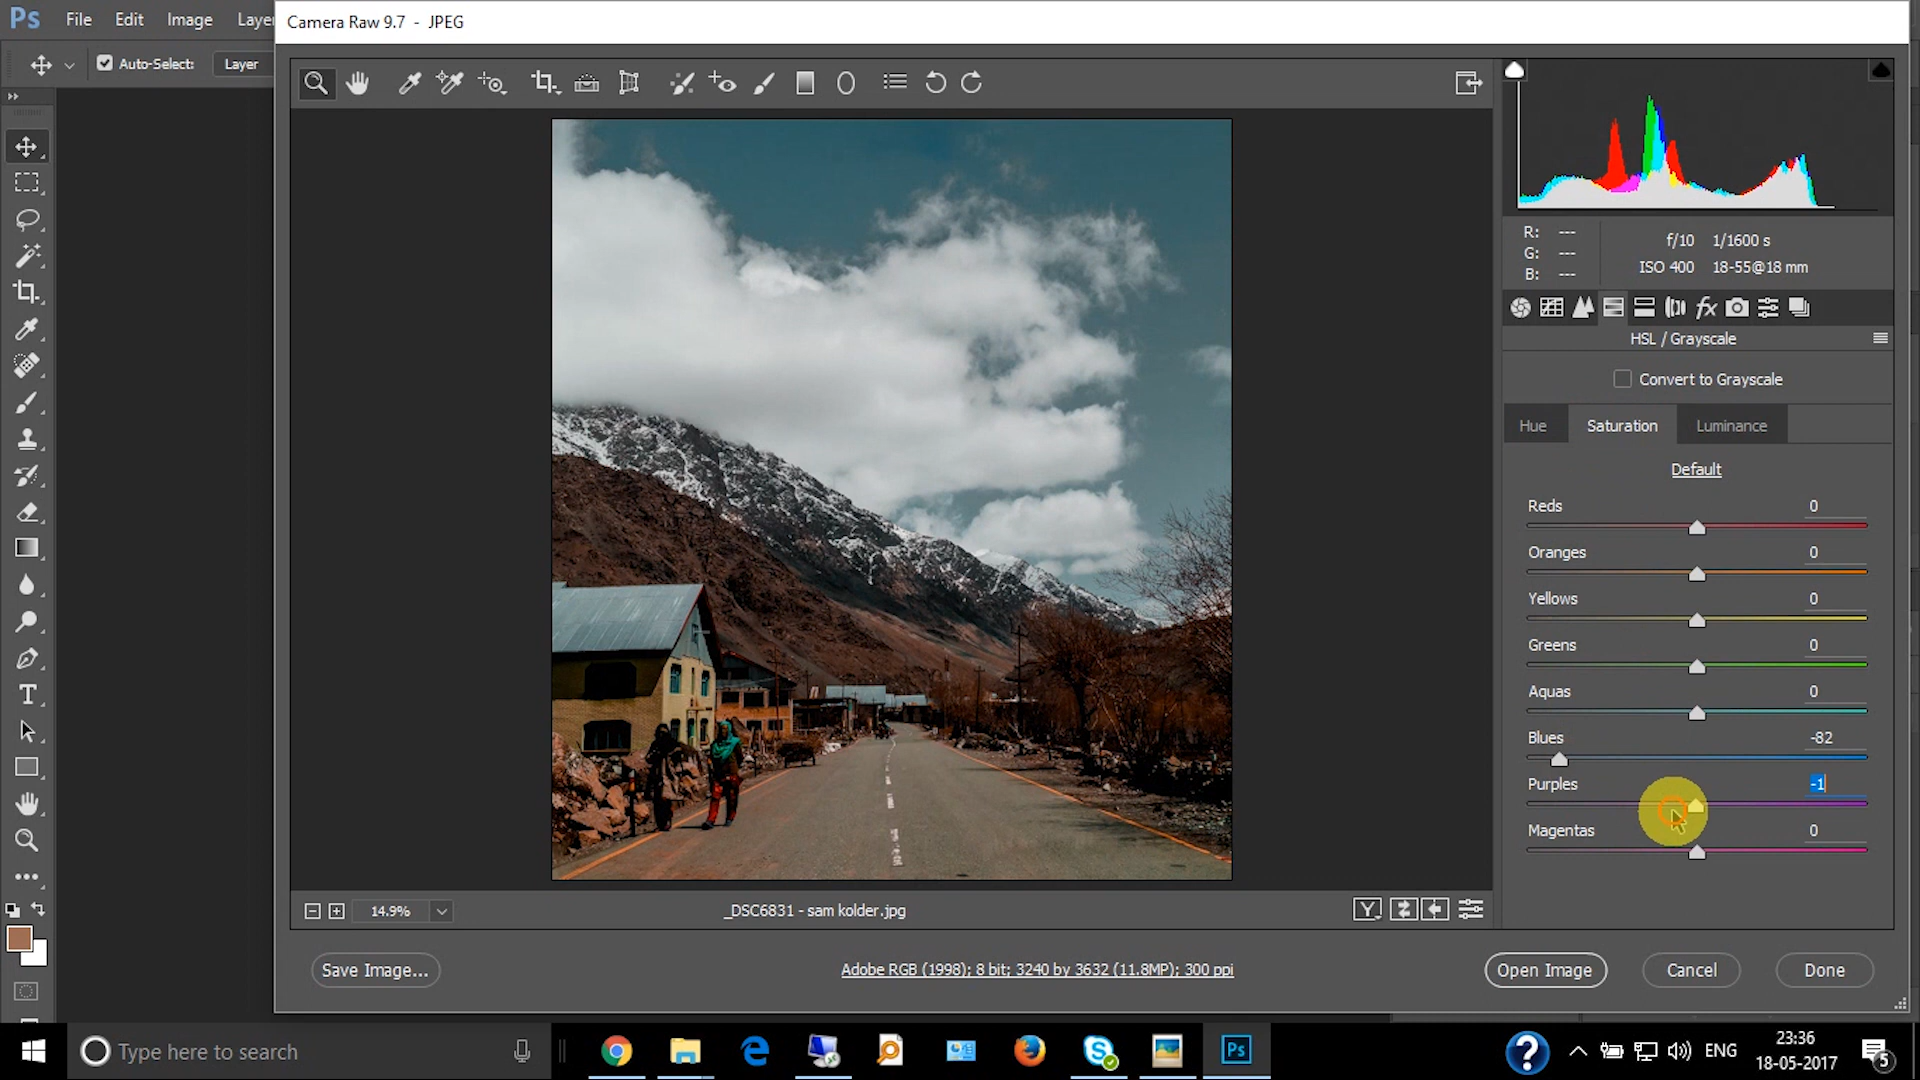 Ps File Edit Image Laye
Camera Raw 9.7 - JPEG
Auto-Select: Layer
R: ---
G: ---
B: ---
f/10 1/1600 s
ISO 400 18-55@18 mm
fx
HSL / Grayscale
Convert to Grayscale
Hue Saturation Luminance
Default
Reds 0
Oranges 0
Yellows 0
Greens 0
Aquas 0
Blues -82
Purples -1
Magentas 0
T
14.9%
_DSC6831 - sam kolder.jpg
Y
Save Image...
Adobe RGB (1998); 8 bit; 3240 by 3632 (11.8MP); 300 ppi
Open Image Cancel Done
Type here to search
Ps
?
ENG
23:36
18-05-2017
5